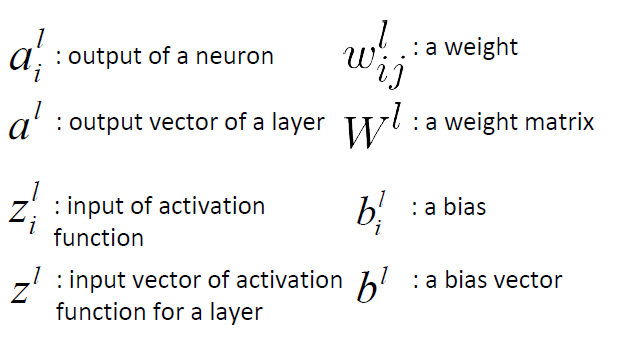 a_i^l : output of a neuron
w_{ij}^l : a weight
a^l : output vector of a layer
W^l : a weight matrix
z_i^l : input of activation
function
b_i^l : a bias
z^l : input vector of activation
function for a layer
b^l : a bias vector